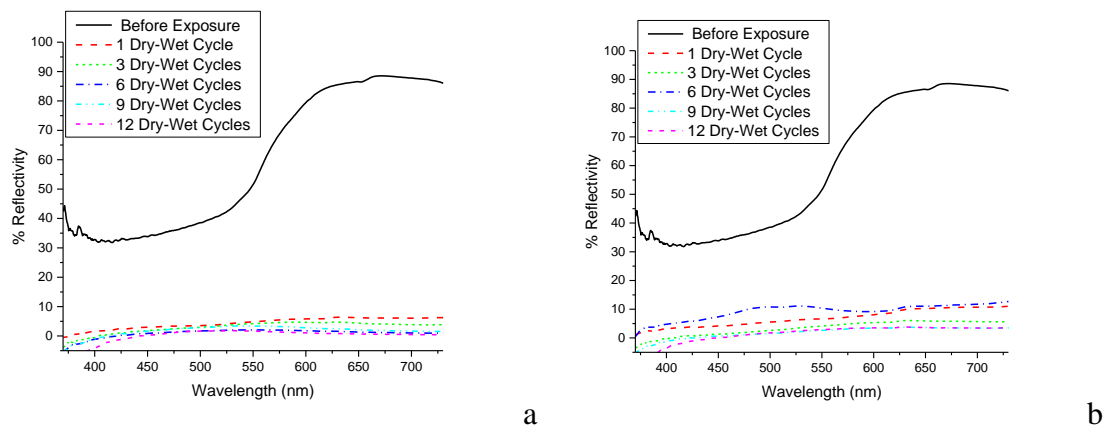 Before Exposure
1 Dry-Wet Cycle
3 Dry-Wet Cycles
6 Dry-Wet Cycles
9 Dry-Wet Cycles
12 Dry-Wet Cycles
% Reflectivity
100
90
80
70
60
50
40
30
20
10
0
400
450
500
550
600
650
700
Wavelength (nm)
a
Before Exposure
1 Dry-Wet Cycle
3 Dry-Wet Cycles
6 Dry-Wet Cycles
9 Dry-Wet Cycles
12 Dry-Wet Cycles
% Reflectivity
100
90
80
70
60
50
40
30
20
10
0
400
450
500
550
600
650
700
Wavelength (nm)
b